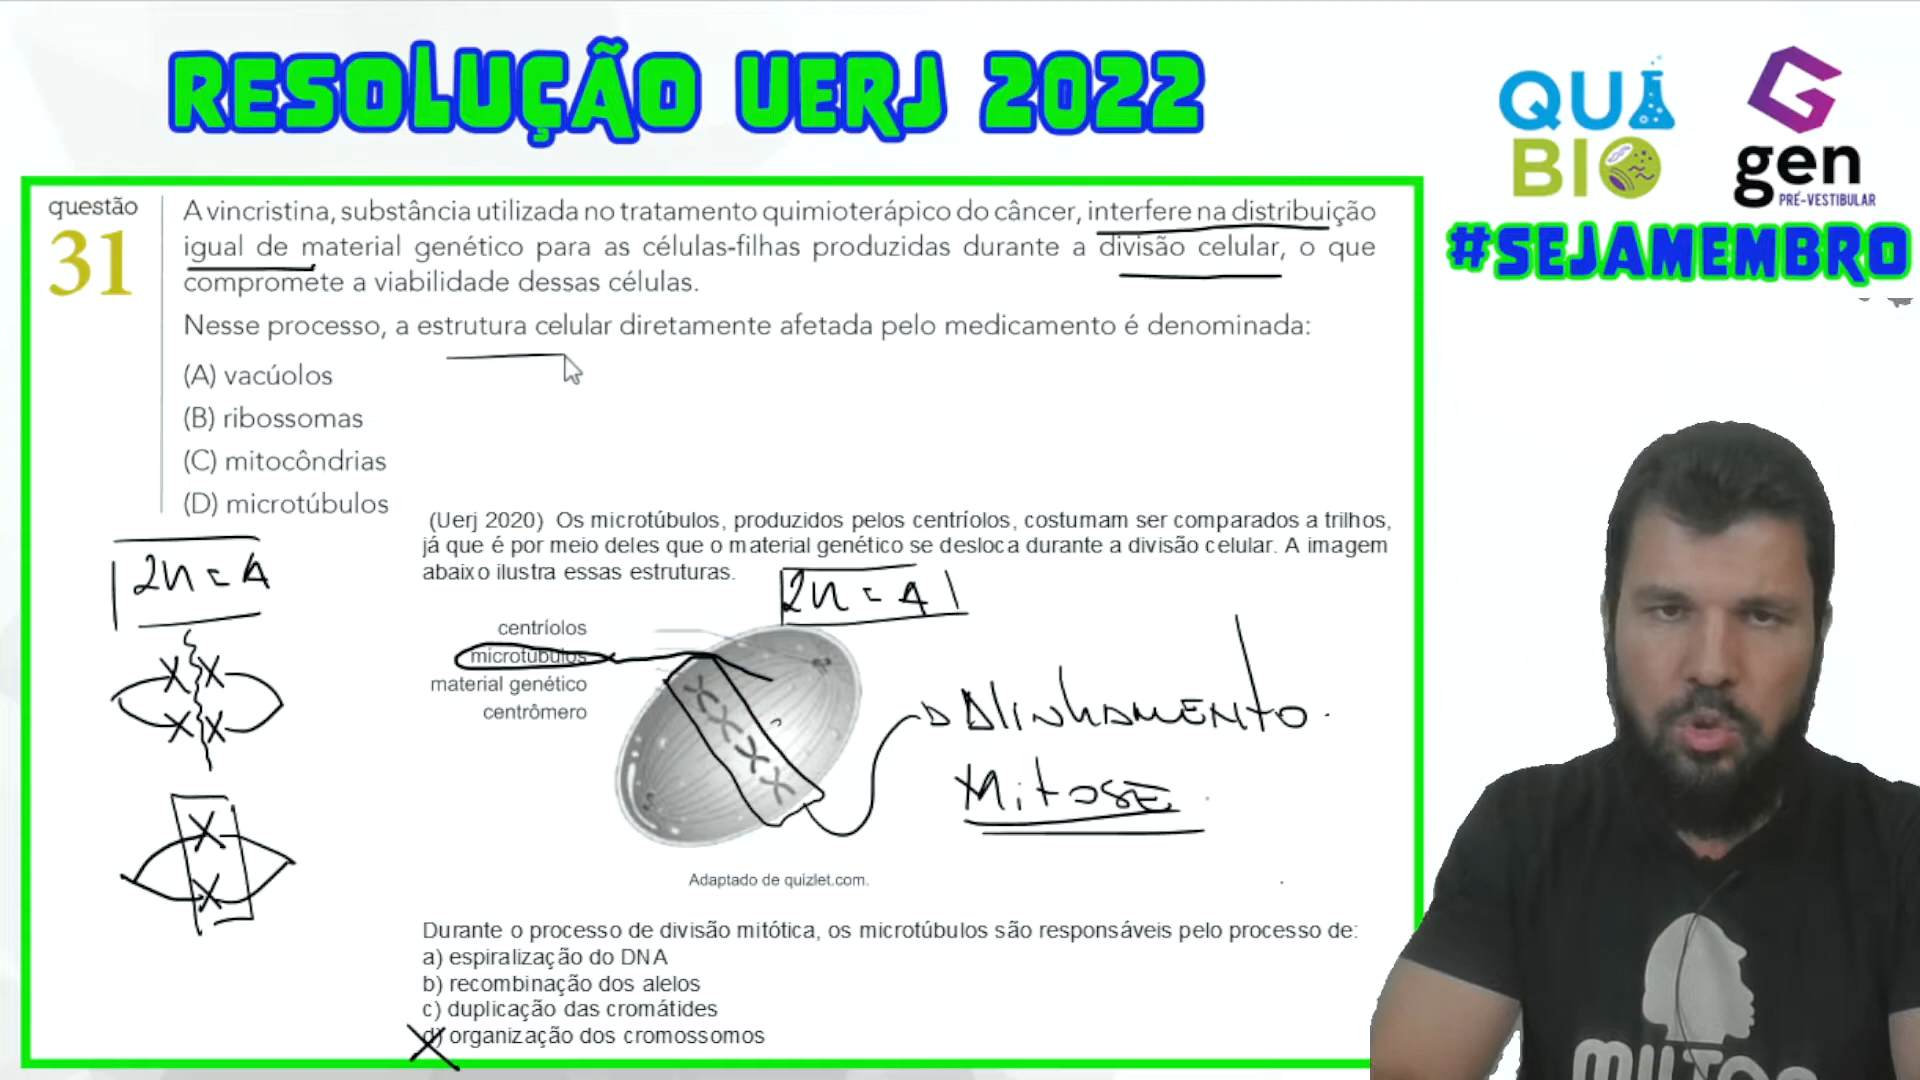 RESOLUÇÃO UERJ 2022
QUÍ
BIO
gen
PRÉ-VESTIBULAR
#SEJAMEMBRO
questão
31
A vincristina, substância utilizada no tratamento quimioterápico do câncer, interfere na distribuição
igual de material genético para as células-filhas produzidas durante a divisão celular, o que
compromete a viabilidade dessas células.
Nesse processo, a estrutura celular diretamente afetada pelo medicamento é denominada:
(A) vacúolos
(B) ribossomas
(C) mitocôndrias
(D) microtúbulos
(Uerj 2020) Os microtúbulos, produzidos pelos centríolos, costumam ser comparados a trilhos,
já que é por meio deles que o material genético se desloca durante a divisão celular. A imagem
abaixo ilustra essas estruturas.
2n = 4
2n = 4
centríolos
microtúbulos
material genético
centrômero
Alinhamento
Mitose
Adaptado de quizlet.com.
Durante o processo de divisão mitótica, os microtúbulos são responsáveis pelo processo de:
a) espiralização do DNA
b) recombinação dos alelos
c) duplicação das cromátides
d) organização dos cromossomos